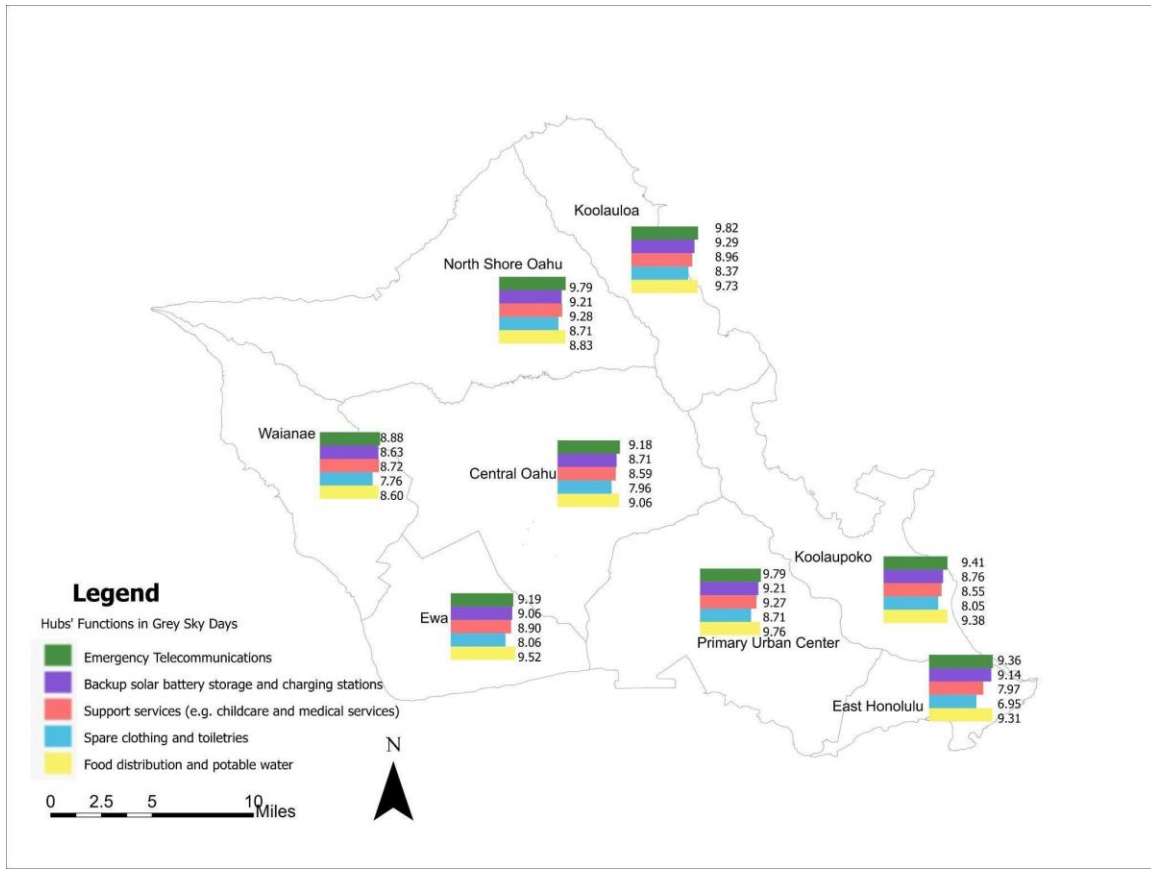 Koolauloa
9.82
9.29
8.96
8.37
9.73
North Shore Oahu
9.79
9.21
9.28
8.71
8.83
Waianae
8.88
8.63
8.72
7.76
8.60
Central Oahu
9.18
8.71
8.59
7.96
9.06
Koolaupoko
9.41
8.76
8.55
8.05
9.38
Ewa
9.19
9.06
8.90
8.06
9.52
9.79
9.21
9.27
8.71
9.76
Primary Urban Center
East Honolulu
9.36
9.14
7.97
6.95
9.31
Legend
Hubs' Functions in Grey Sky Days
Emergency Telecommunications
Backup solar battery storage and charging stations
Support services (e.g. childcare and medical services)
Spare clothing and toiletries
Food distribution and potable water
N
0 2.5 5 10
Miles